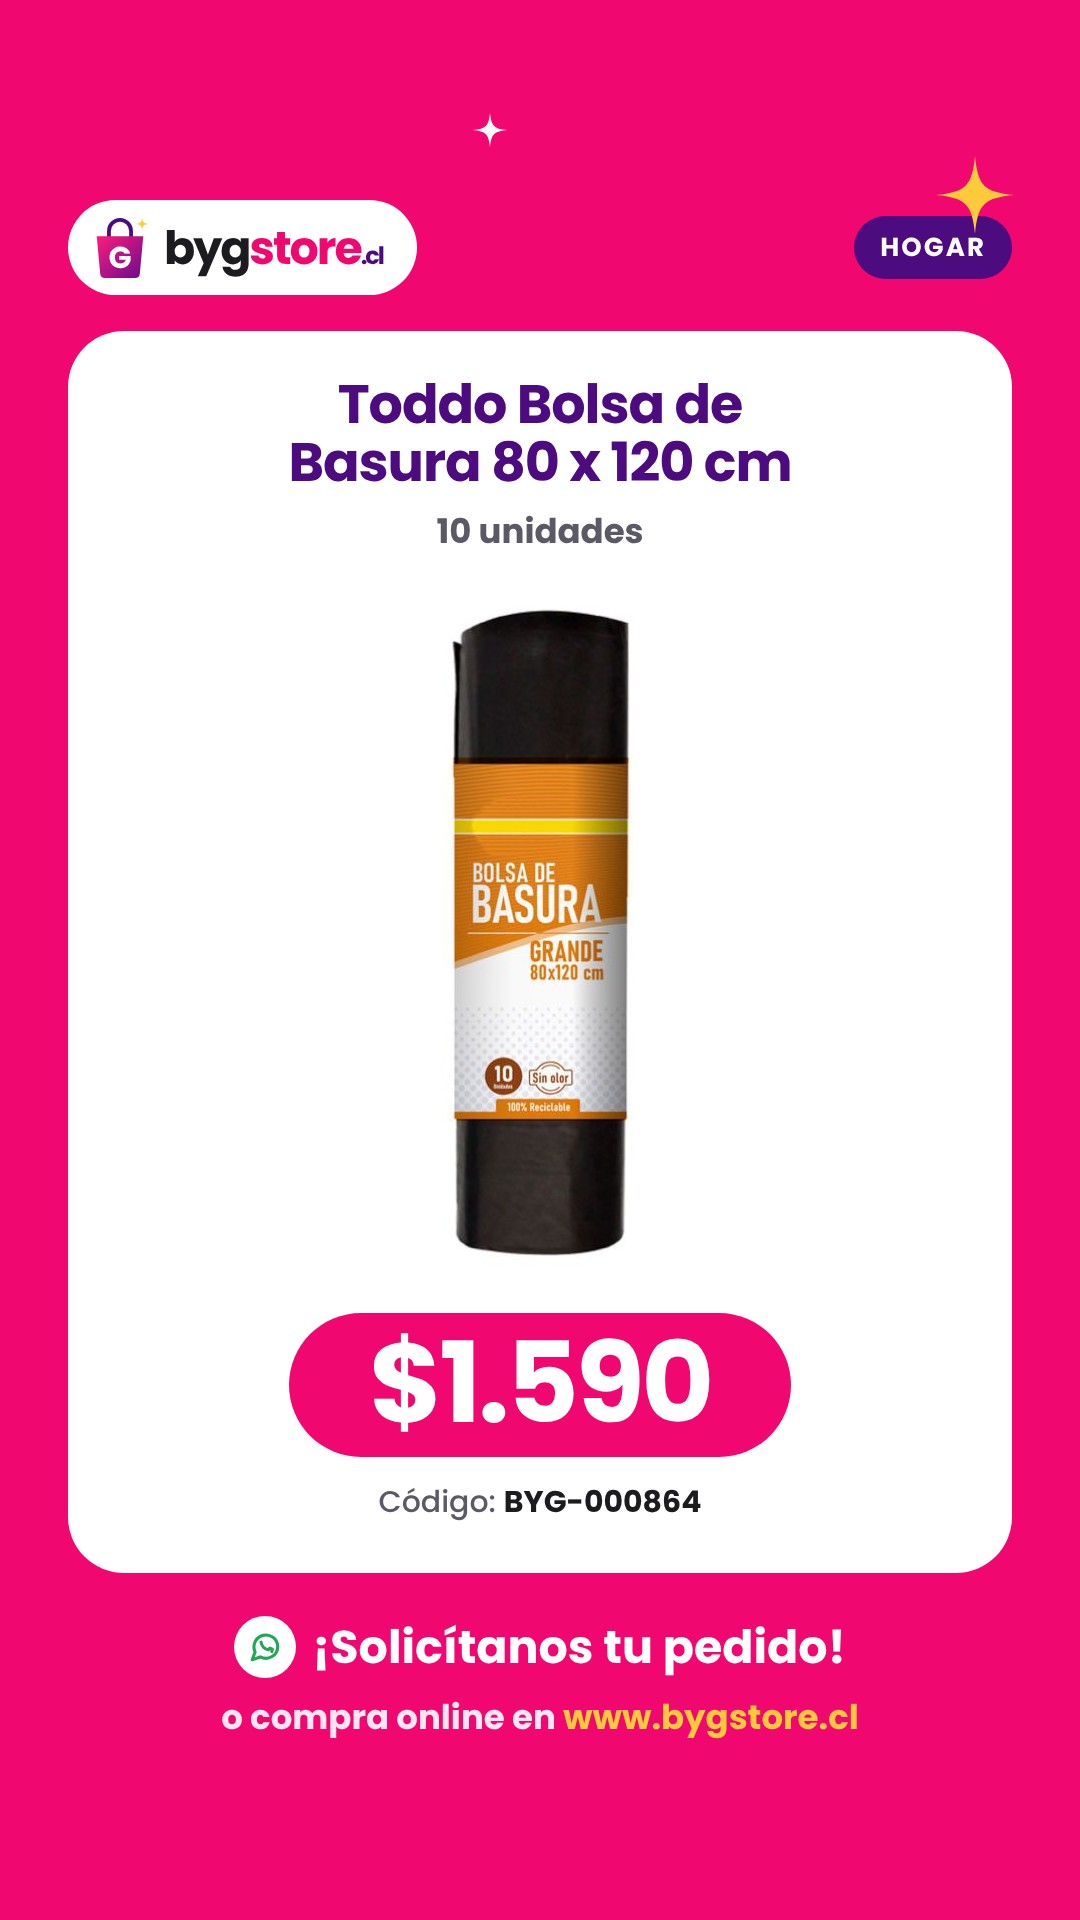 G bygstore.cl
HOGAR
Toddo Bolsa de
Basura 80 x 120 cm
10 unidades
BOLSA DE
BASURA
GRANDE
80x120 cm
10
Unidades
Sin olor
100% Reciclable
$1.590
Código: BYG-000864
¡Solicítanos tu pedido!
o compra online en www.bygstore.cl